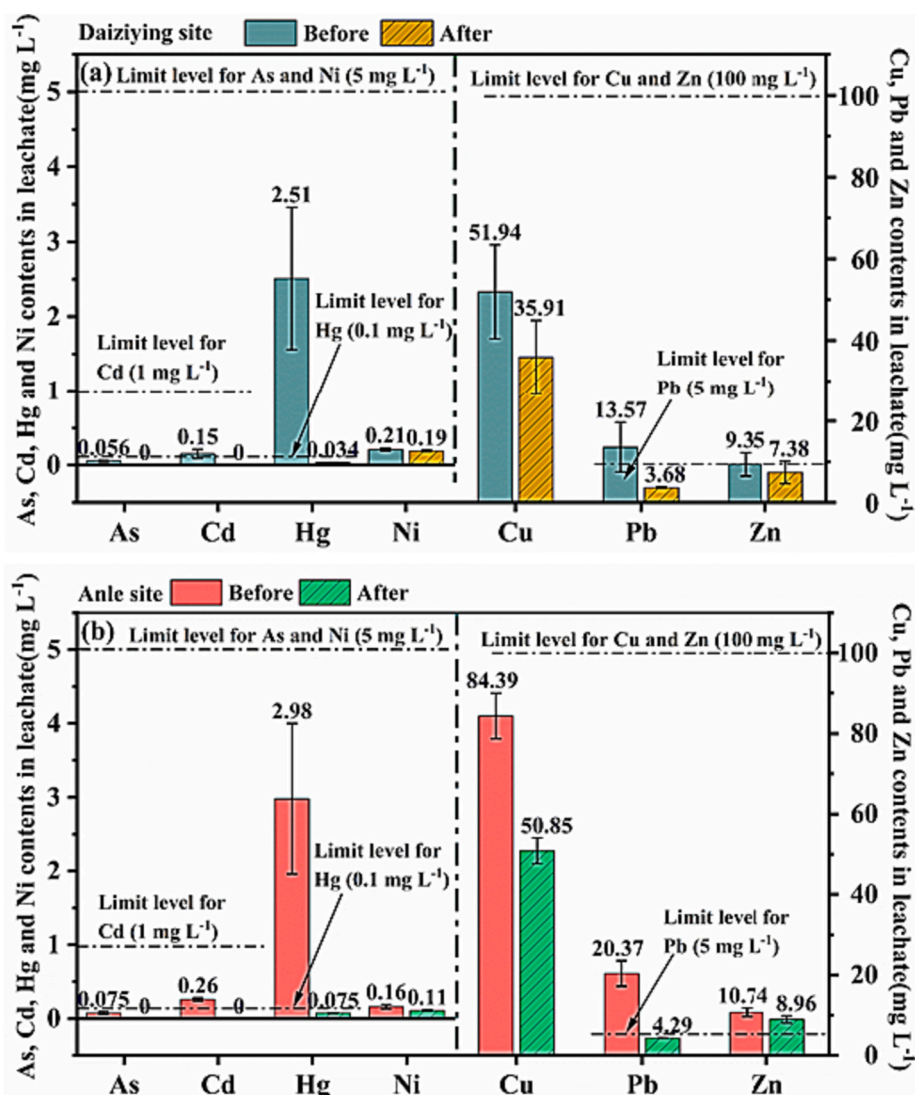 Daiziying site Before After
(a) Limit level for As and Ni (5 mg L⁻¹)
Limit level for Cu and Zn (100 mg L⁻¹)
As, Cd, Hg and Ni contents in leachate(mg L⁻¹)
5
4
3
2
1
0
2.51
Limit level for
Hg (0.1 mg L⁻¹)
Limit level for
Cd (1 mg L⁻¹)
0.056 0 0.15 0 0.034 0.21 0.19
51.94
35.91
Limit level for
Pb (5 mg L⁻¹)
13.57
3.68
9.35
7.38
100
80
60
40
20
0
Cu, Pb and Zn contents in leachate(mg L⁻¹)
As Cd Hg Ni Cu Pb Zn
Anle site Before After
(b) Limit level for As and Ni (5 mg L⁻¹)
Limit level for Cu and Zn (100 mg L⁻¹)
As, Cd, Hg and Ni contents in leachate(mg L⁻¹)
5
4
3
2
1
0
2.98
Limit level for
Hg (0.1 mg L⁻¹)
Limit level for
Cd (1 mg L⁻¹)
0.075 0 0.26 0 0.075 0.16 0.11
84.39
50.85
Limit level for
Pb (5 mg L⁻¹)
20.37
4.29
10.74
8.96
100
80
60
40
20
0
Cu, Pb and Zn contents in leachate(mg L⁻¹)
As Cd Hg Ni Cu Pb Zn